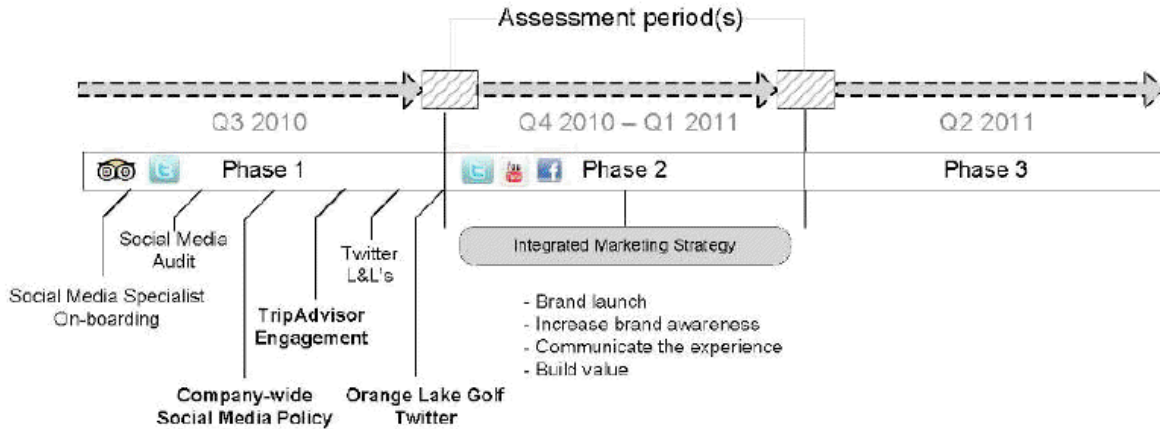 Assessment period(s)
Q3 2010
Q4 2010 – Q1 2011
Q2 2011
Phase 1
You
Tube
Phase 2
Phase 3
Social Media
Audit
Twitter
L&L's
Integrated Marketing Strategy
Social Media Specialist
On-boarding
TripAdvisor
Engagement
- Brand launch
- Increase brand awareness
- Communicate the experience
- Build value
Company-wide
Social Media Policy
Orange Lake Golf
Twitter